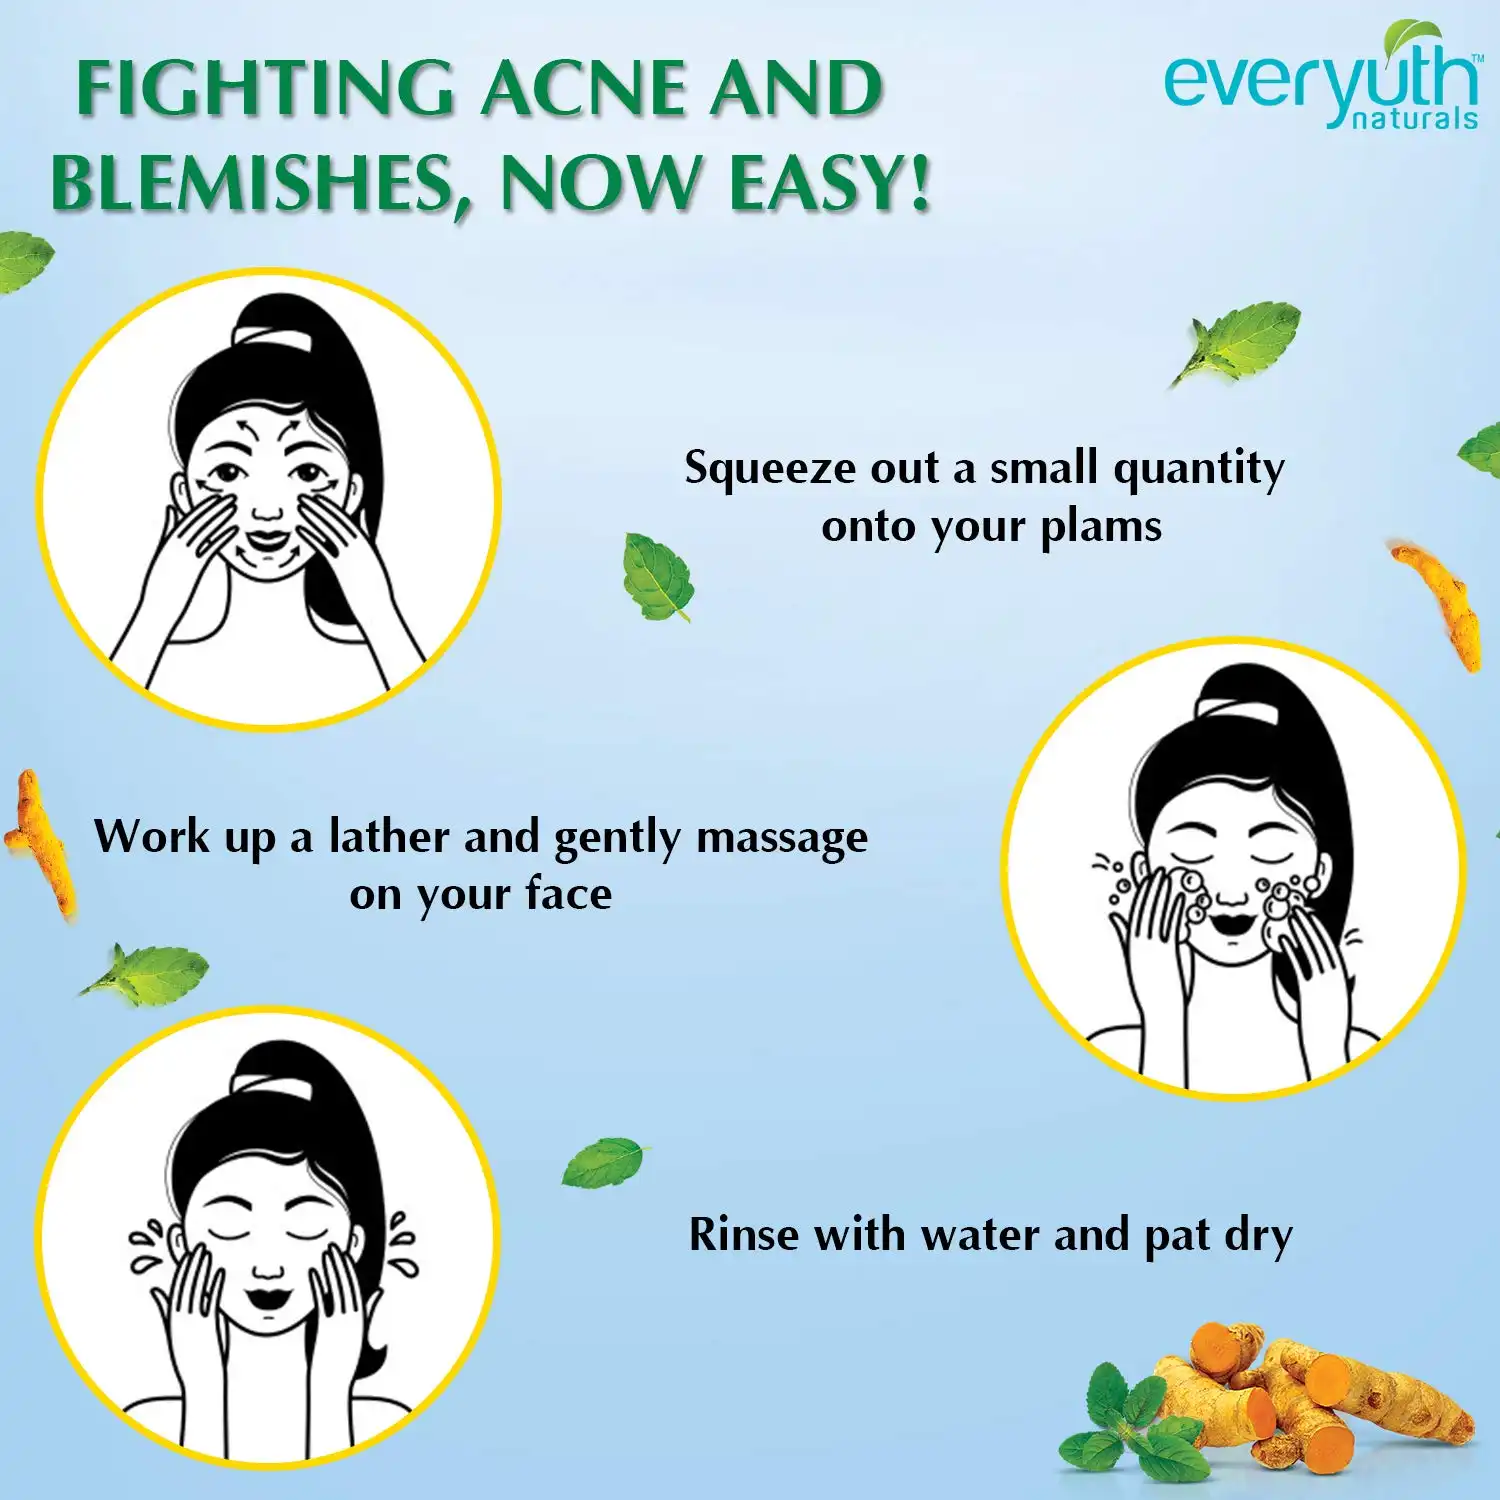 FIGHTING ACNE AND
BLEMISHES, NOW EASY!
everyuth™
naturals
Squeeze out a small quantity
onto your plams
Work up a lather and gently massage
on your face
Rinse with water and pat dry